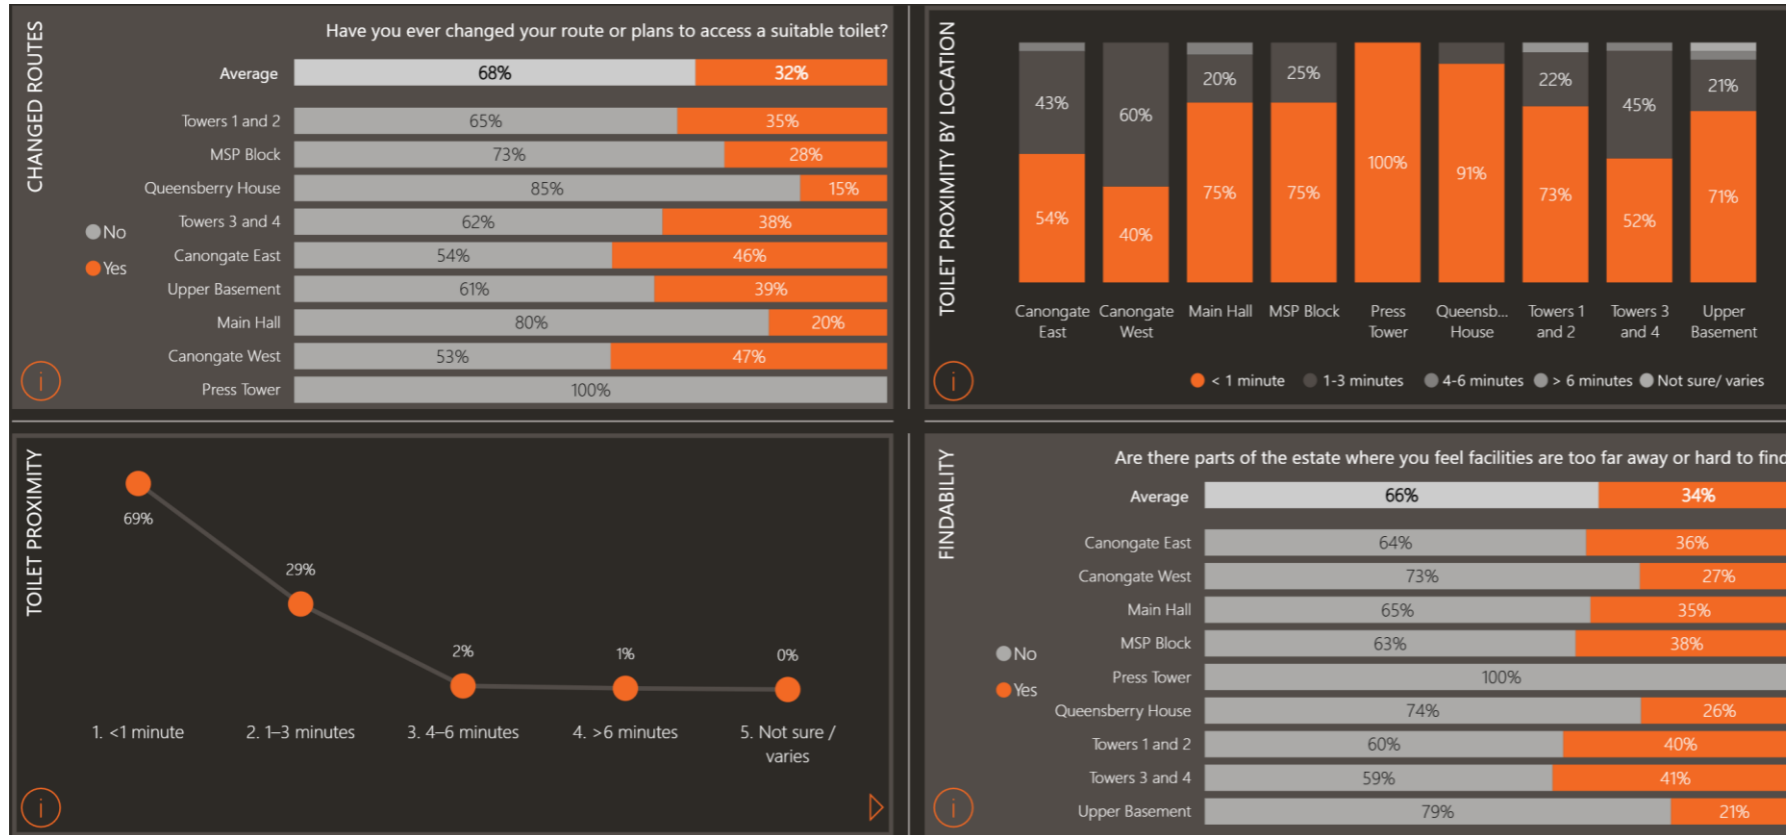 CHANGED ROUTES
Have you ever changed your route or plans to access a suitable toilet?
Average 68% 32%
Towers 1 and 2 65% 35%
MSP Block 73% 28%
Queensberry House 85% 15%
Towers 3 and 4 62% 38%
No
Canongate East 54% 46%
Yes
Upper Basement 61% 39%
Main Hall 80% 20%
Canongate West 53% 47%
Press Tower 100%
i
TOILET PROXIMITY BY LOCATION
43% 60% 20% 25% 22% 45% 21%
54% 40% 75% 75% 100% 91% 73% 52% 71%
Canongate Canongate Main Hall MSP Block Press Queensb... Towers 1 Towers 3 Upper
East West Tower House and 2 and 4 Basement
< 1 minute 1-3 minutes 4-6 minutes > 6 minutes Not sure/ varies
i
TOILET PROXIMITY
69%
29%
2% 1% 0%
1. <1 minute 2. 1–3 minutes 3. 4–6 minutes 4. >6 minutes 5. Not sure /
varies
i
FINDABILITY
Are there parts of the estate where you feel facilities are too far away or hard to find
Average 66% 34%
Canongate East 64% 36%
Canongate West 73% 27%
Main Hall 65% 35%
MSP Block 63% 38%
No
Press Tower 100%
Yes
Queensberry House 74% 26%
Towers 1 and 2 60% 40%
Towers 3 and 4 59% 41%
Upper Basement 79% 21%
i